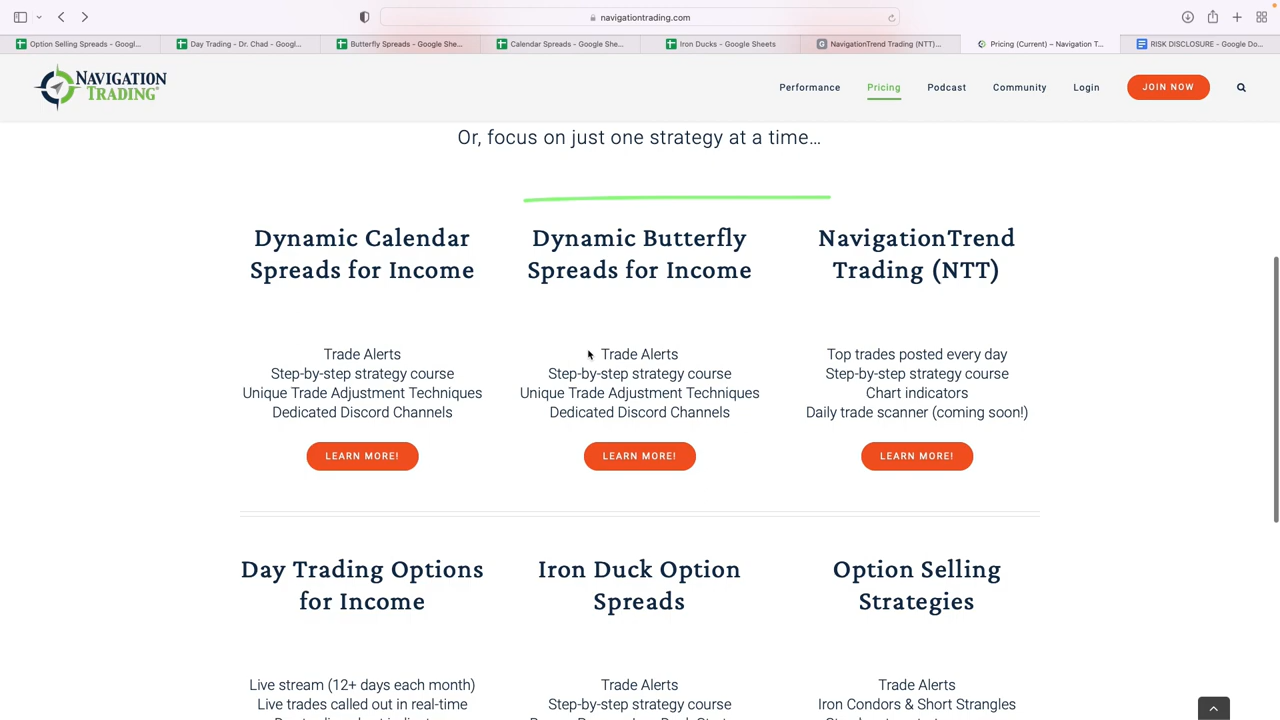 navigationtrading.com
Option Selling Spreads - Googl...
Day Trading - Dr. Chad - Googl...
Butterfly Spreads - Google She...
Calendar Spreads - Google She...
Iron Ducks - Google Sheets
NavigationTrend Trading (NTT)...
Pricing (Current) – Navigation T...
RISK DISCLOSURE - Google Do...
NAVIGATION
TRADING®
Performance
Pricing
Podcast
Community
Login
JOIN NOW
Or, focus on just one strategy at a time…
Dynamic Calendar
Spreads for Income
Trade Alerts
Step-by-step strategy course
Unique Trade Adjustment Techniques
Dedicated Discord Channels
LEARN MORE!
Dynamic Butterfly
Spreads for Income
Trade Alerts
Step-by-step strategy course
Unique Trade Adjustment Techniques
Dedicated Discord Channels
LEARN MORE!
NavigationTrend
Trading (NTT)
Top trades posted every day
Step-by-step strategy course
Chart indicators
Daily trade scanner (coming soon!)
LEARN MORE!
Day Trading Options
for Income
Live stream (12+ days each month)
Live trades called out in real-time
Iron Duck Option
Spreads
Trade Alerts
Step-by-step strategy course
Option Selling
Strategies
Trade Alerts
Iron Condors & Short Strangles